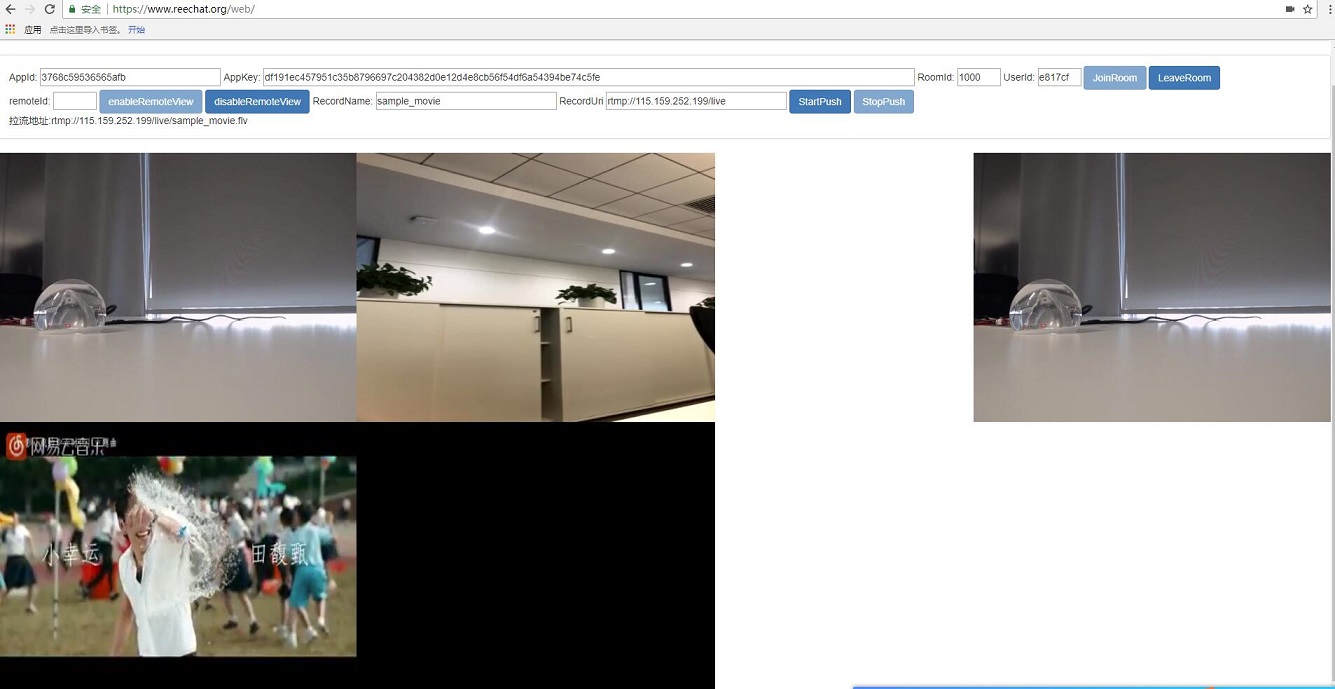 安全 https://www.reechat.org/web/
应用 点击这里导入书签。 开始
AppId: 3768c59536565afb AppKey: df191ec457951c35b8796697c204382d0e12d4e8cb56f54df6a54394be74c5fe RoomId: 1000 UserId: e817cf JoinRoom LeaveRoom
remoteId: enableRemoteView disableRemoteView RecordName: sample_movie RecordUri rtmp://115.159.252.199/live StartPush StopPush
拉流地址:rtmp://115.159.252.199/live/sample_movie.flv
网易云音乐
小幸运 田馥甄